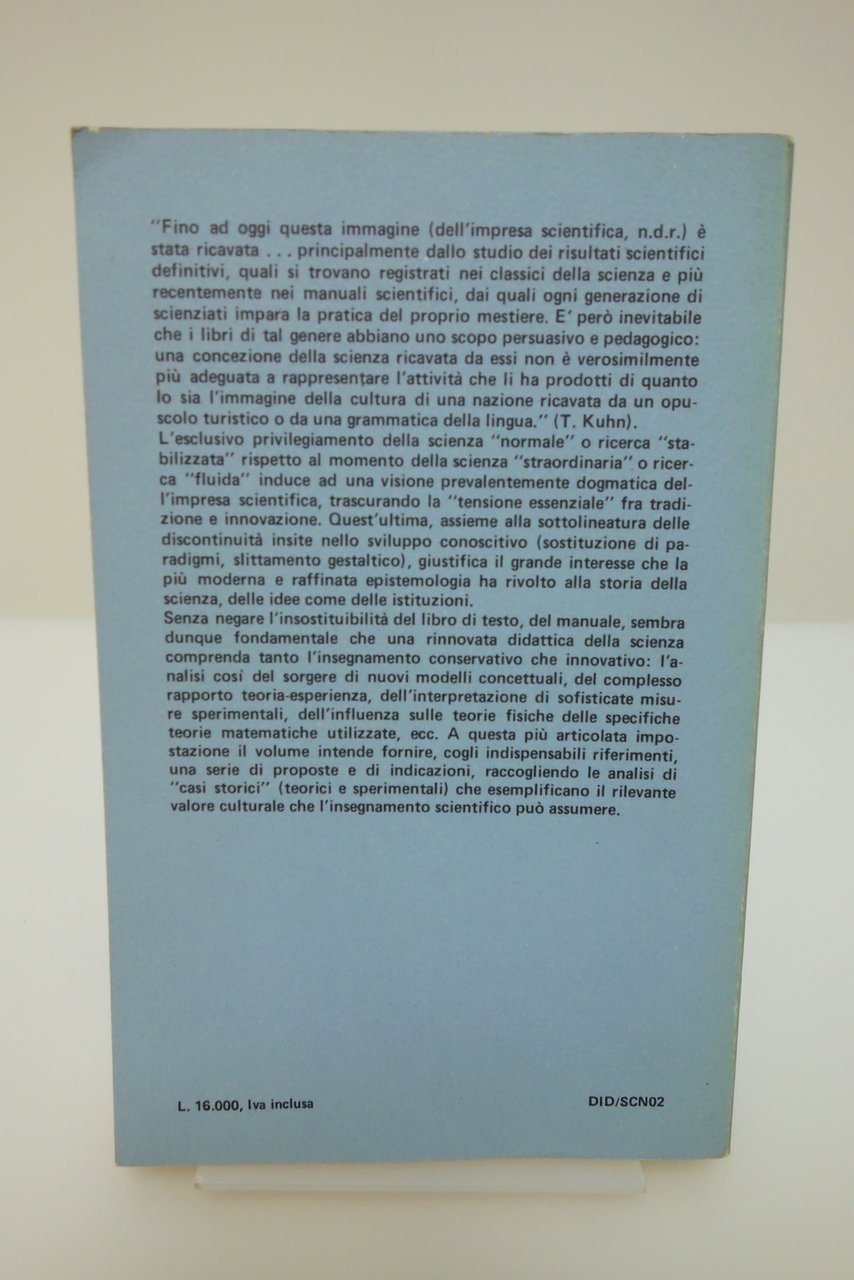 "Fino ad oggi questa immagine (dell'impresa scientifica, n.d.r.) è
stata ricavata . . . principalmente dallo studio dei risultati scientifici
definitivi, quali si trovano registrati nei classici della scienza e più
recentemente nei manuali scientifici, dai quali ogni generazione di
scienziati impara la pratica del proprio mestiere. E' però inevitabile
che i libri di tal genere abbiano uno scopo persuasivo e pedagogico:
una concezione della scienza ricavata da essi non è verosimilmente
più adeguata a rappresentare l'attività che li ha prodotti di quanto
lo sia l'immagine della cultura di una nazione ricavata da un opu-
scolo turistico o da una grammatica della lingua." (T. Kuhn).
L'esclusivo privilegiamento della scienza "normale" o ricerca "sta-
bilizzata" rispetto al momento della scienza "straordinaria" o ricer-
ca "fluida" induce ad una visione prevalentemente dogmatica del-
l'impresa scientifica, trascurando la "tensione essenziale" fra tradi-
zione e innovazione. Quest'ultima, assieme alla sottolineatura delle
discontinuità insite nello sviluppo conoscitivo (sostituzione di pa-
radigmi, slittamento gestaltico), giustifica il grande interesse che la
più moderna e raffinata epistemologia ha rivolto alla storia della
scienza, delle idee come delle istituzioni.
Senza negare l'insostituibilità del libro di testo, del manuale, sembra
dunque fondamentale che una rinnovata didattica della scienza
comprenda tanto l'insegnamento conservativo che innovativo: l'a-
nalisi così del sorgere di nuovi modelli concettuali, del complesso
rapporto teoria-esperienza, dell'interpretazione di sofisticate misu-
re sperimentali, dell'influenza sulle teorie fisiche delle specifiche
teorie matematiche utilizzate, ecc. A questa più articolata impo-
stazione il volume intende fornire, cogli indispensabili riferimenti,
una serie di proposte e di indicazioni, raccogliendo le analisi di
"casi storici" (teorici e sperimentali) che esemplificano il rilevante
valore culturale che l'insegnamento scientifico può assumere.
L. 16.000, Iva inclusa
DID/SCN02